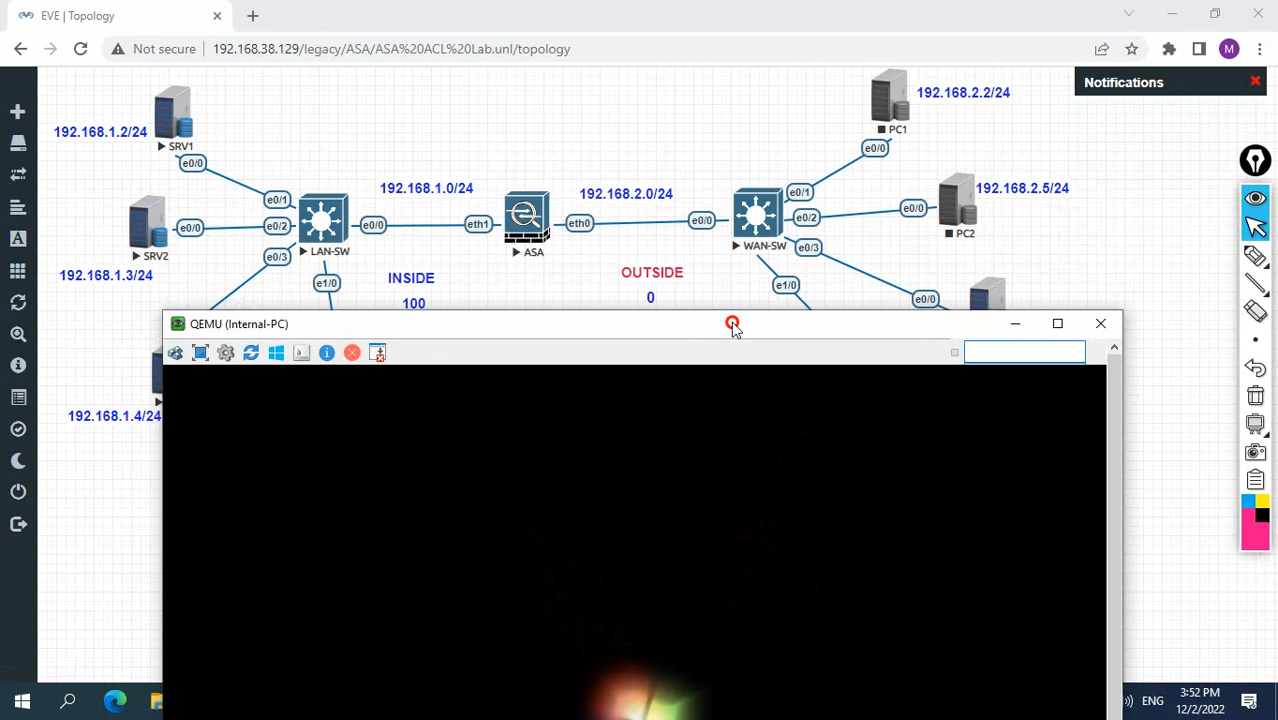 EVE | Topology
Not secure
192.168.38.129/legacy/ASA/ASA%20ACL%20Lab.unl/topology
M
Notifications
192.168.1.2/24
SRV1
e0/0
192.168.2.2/24
PC1
e0/0
192.168.1.0/24
192.168.2.0/24
e0/1
e0/1
192.168.2.5/24
SRV2
e0/0
e0/2
e0/0
eth1
eth0
e0/0
e0/2
e0/0
PC2
LAN-SW
ASA
WAN-SW
e0/3
e0/3
192.168.1.3/24
e1/0
INSIDE
100
OUTSIDE
0
e1/0
e0/0
QEMU (Internal-PC)
192.168.1.4/24
ENG
3:52 PM
12/2/2022